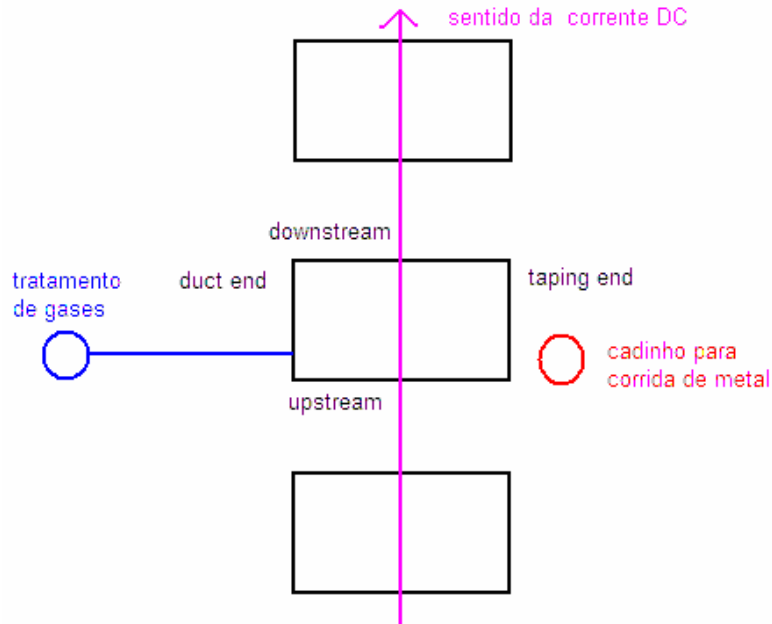 sentido da corrente DC
downstream
tratamento
de gases
duct end
taping end
cadinho para
corrida de metal
upstream